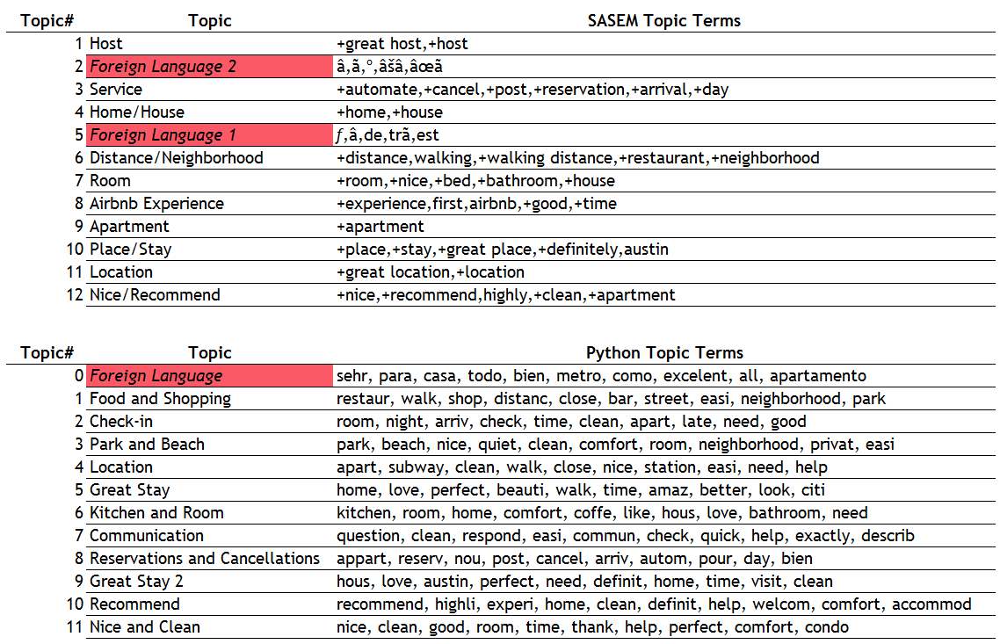 Topic# Topic SASEM Topic Terms
1 Host +great host,+host
2 Foreign Language 2 â,ã,º,âšâ,âœã
3 Service +automate,+cancel,+post,+reservation,+arrival,+day
4 Home/House +home,+house
5 Foreign Language 1 ƒ,â,de,trã,est
6 Distance/Neighborhood +distance,walking,+walking distance,+restaurant,+neighborhood
7 Room +room,+nice,+bed,+bathroom,+house
8 Airbnb Experience +experience,first,airbnb,+good,+time
9 Apartment +apartment
10 Place/Stay +place,+stay,+great place,+definitely,austin
11 Location +great location,+location
12 Nice/Recommend +nice,+recommend,highly,+clean,+apartment
Topic# Topic Python Topic Terms
0 Foreign Language sehr, para, casa, todo, bien, metro, como, excelent, all, apartamento
1 Food and Shopping restaur, walk, shop, distanc, close, bar, street, easi, neighborhood, park
2 Check-in room, night, arriv, check, time, clean, apart, late, need, good
3 Park and Beach park, beach, nice, quiet, clean, comfort, room, neighborhood, privat, easi
4 Location apart, subway, clean, walk, close, nice, station, easi, need, help
5 Great Stay home, love, perfect, beauti, walk, time, amaz, better, look, citi
6 Kitchen and Room kitchen, room, home, comfort, coffe, like, hous, love, bathroom, need
7 Communication question, clean, respond, easi, commun, check, quick, help, exactly, describ
8 Reservations and Cancellations appart, reserv, nou, post, cancel, arriv, autom, pour, day, bien
9 Great Stay 2 hous, love, austin, perfect, need, definit, home, time, visit, clean
10 Recommend recommend, highli, experi, home, clean, definit, help, welcom, comfort, accommod
11 Nice and Clean nice, clean, good, room, time, thank, help, perfect, comfort, condo